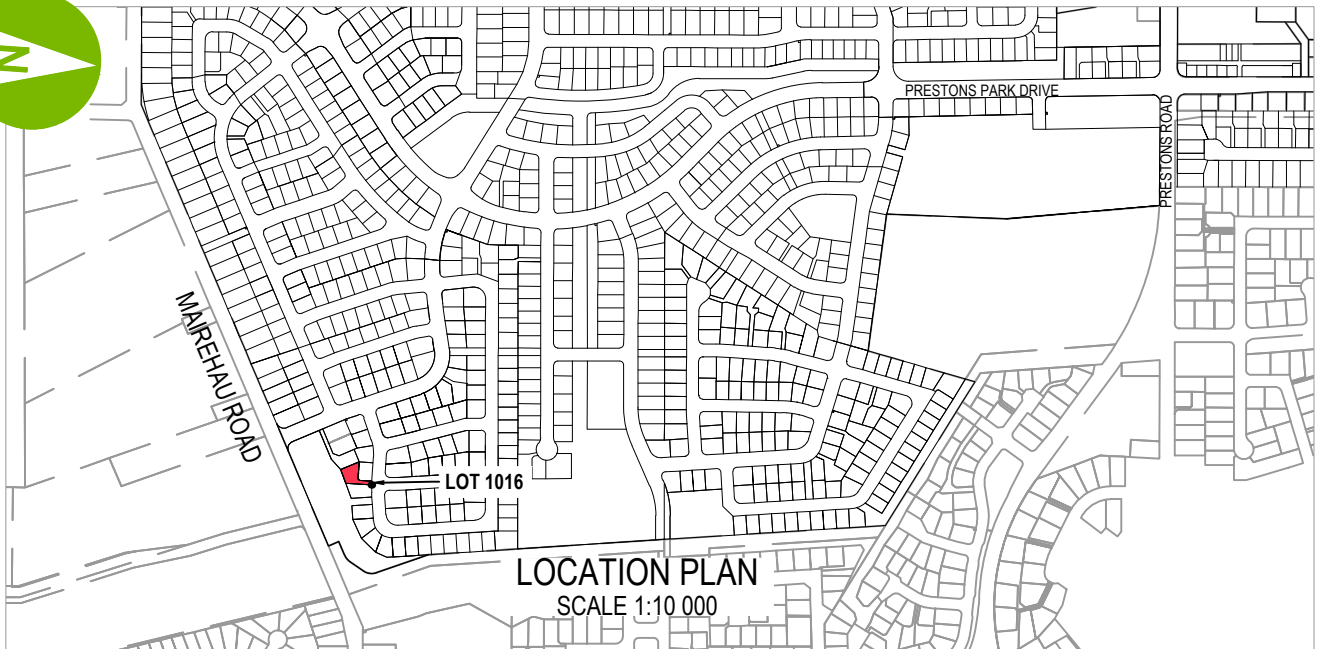 N
PRESTONS PARK DRIVE
PRESTONS ROAD
MAIREHAU ROAD
LOT 1016
LOCATION PLAN
SCALE 1:10 000